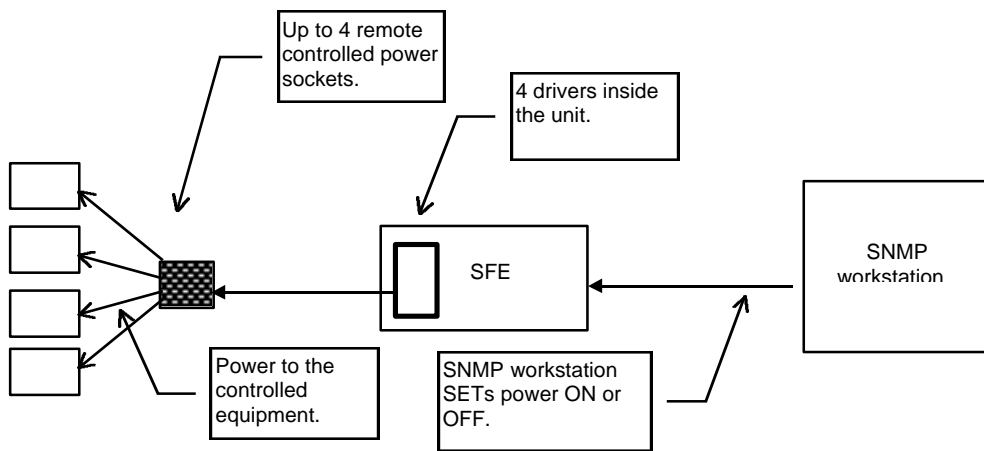 Up to 4 remote
controlled power
sockets.
4 drivers inside
the unit.
SFE
SNMP
workstation
Power to the
controlled
equipment.
SNMP workstation
SETs power ON or
OFF.